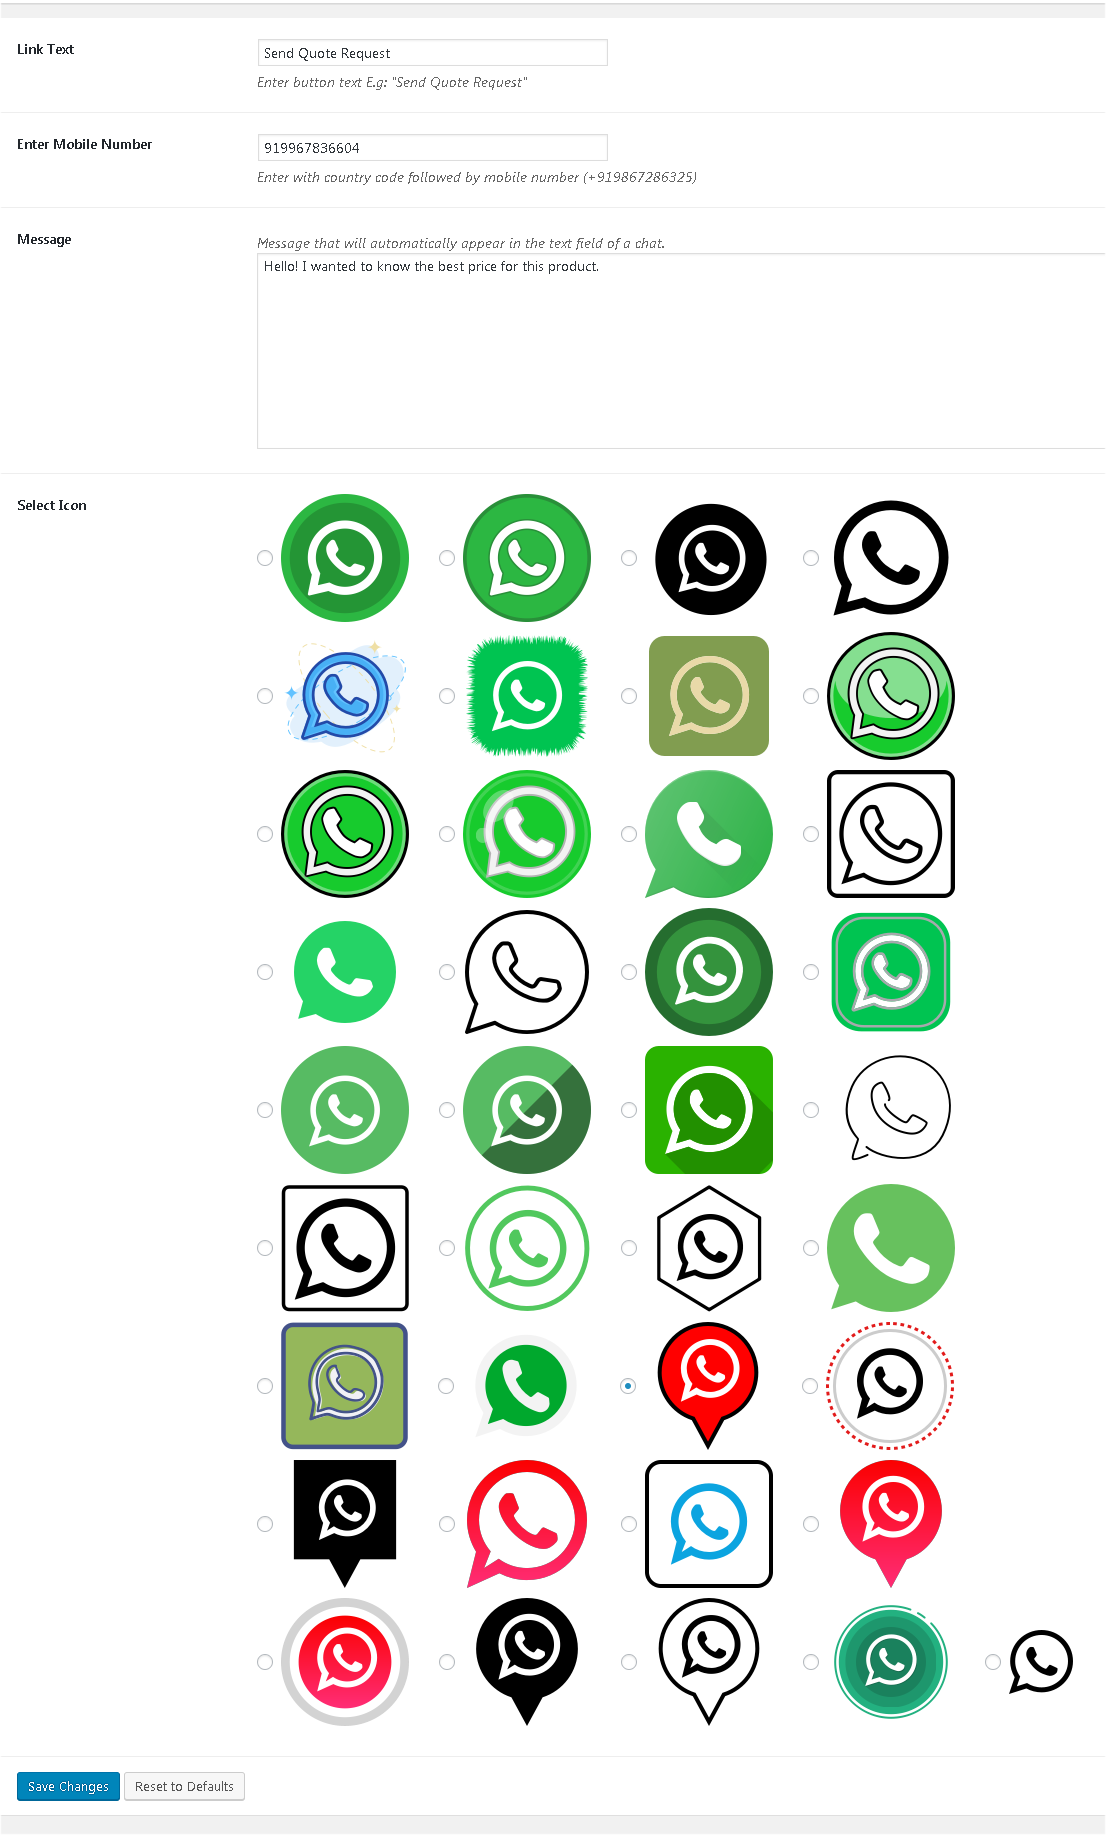 Link Text
Send Quote Request
Enter button text E.g: "Send Quote Request"
Enter Mobile Number
919967836604
Enter with country code followed by mobile number (+919867286325)
Message
Message that will automatically appear in the text field of a chat.
Hello! I wanted to know the best price for this product.
Select Icon
Save Changes
Reset to Defaults